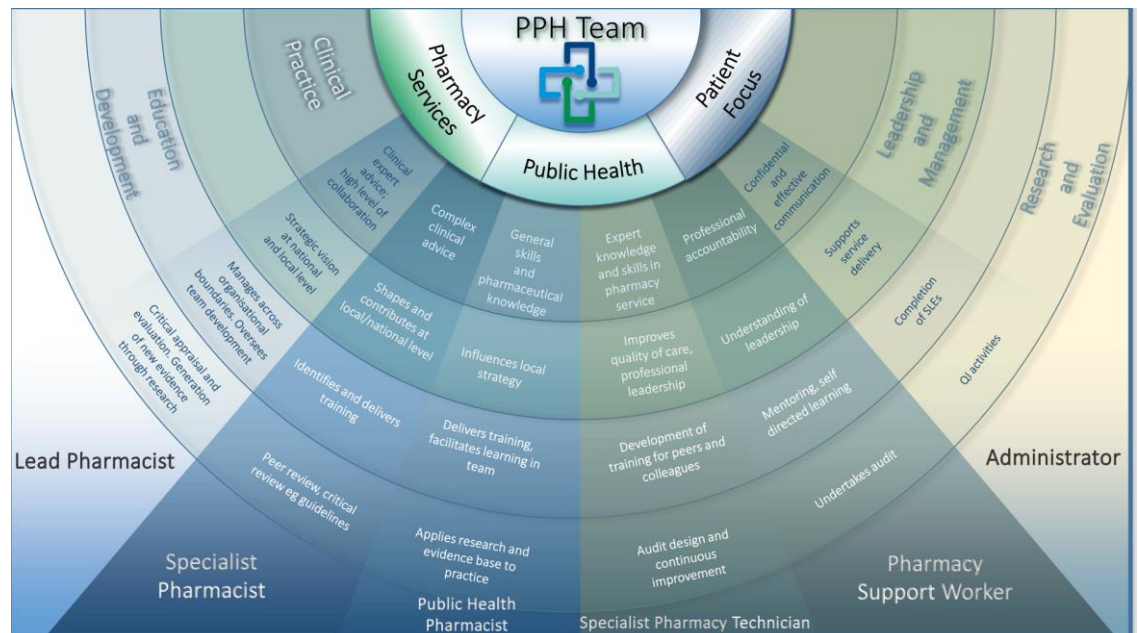 PPH Team
Pharmacy
Services
Public Health
Patient
Focus
Clinical
Practice
Education
and
Development
Leadership
and
Management
Research
and
Evaluation
Clinical
expert
advice;
high level of
collaboration
Complex
clinical
advice
General
skills
and
pharmaceutical
knowledge
Expert
knowledge
and skills in
pharmacy
service
Professional
accountability
Confidential
and
effective
communication
Strategic vision
at national
and local level
Shapes and
contributes at
local/national level
Influences local
strategy
Improves
quality of care,
professional
leadership
Understanding of
leadership
Supports
service
delivery
Manages across
organisational
boundaries. Oversees
team development
Identifies and delivers
training
Delivers training,
facilitates learning in
team
Development of
training for peers and
colleagues
Mentoring, self
directed learning
Completion
of SLEs
Critical appraisal and
evaluation. Generation
of new evidence
through research
Peer review, critical
review eg guidelines
Applies research and
evidence base to
practice
Audit design and
continuous
improvement
Undertakes audit
QI activities
Lead Pharmacist
Specialist
Pharmacist
Public Health
Pharmacist
Specialist Pharmacy Technician
Pharmacy
Support Worker
Administrator